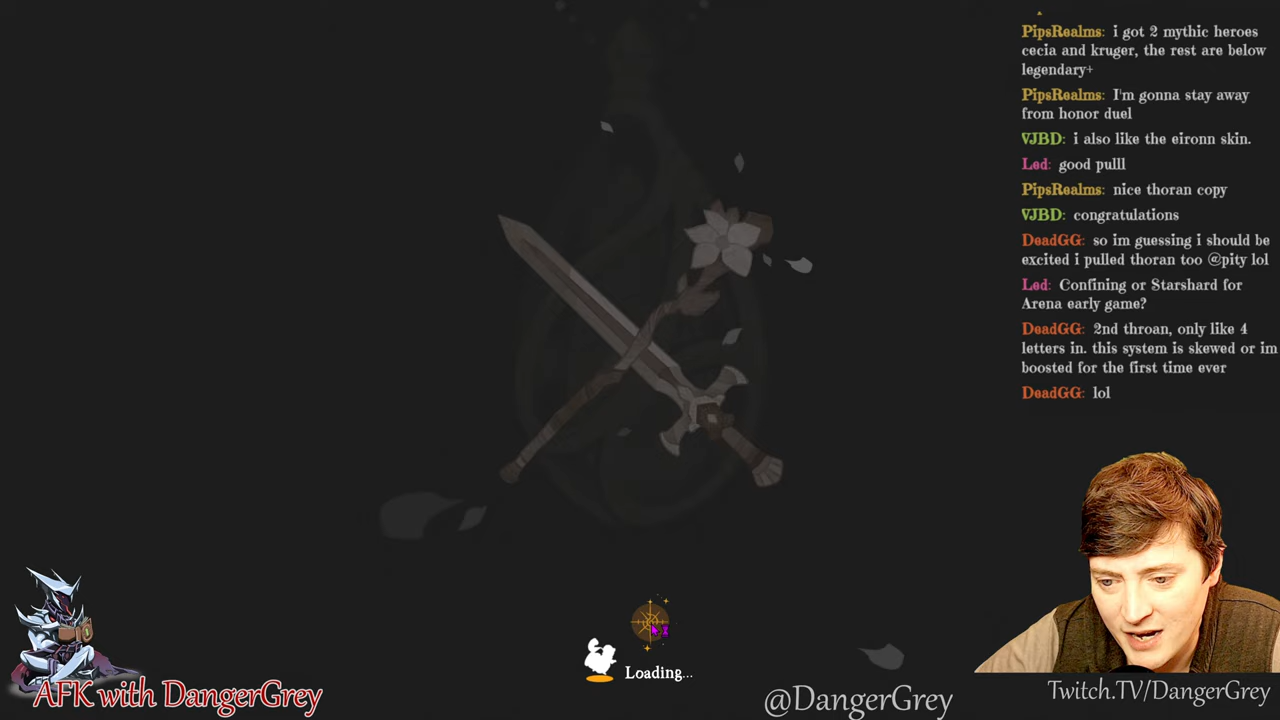 PipsRealms: i got 2 mythic heroes
cecia and kruger, the rest are below
legendary+
PipsRealms: I'm gonna stay away
from honor duel
VJBD: i also like the eironn skin.
Led: good pulll
PipsRealms: nice thoran copy
VJBD: congratulations
DeadGG: so im guessing i should be
excited i pulled thoran too @pity lol
Led: Confining or Starshard for
Arena early game?
DeadGG: 2nd throan, only like 4
letters in. this system is skewed or im
boosted for the first time ever
DeadGG: lol
Loading...
AFK with DangerGrey
@DangerGrey
Twitch.TV/DangerGrey